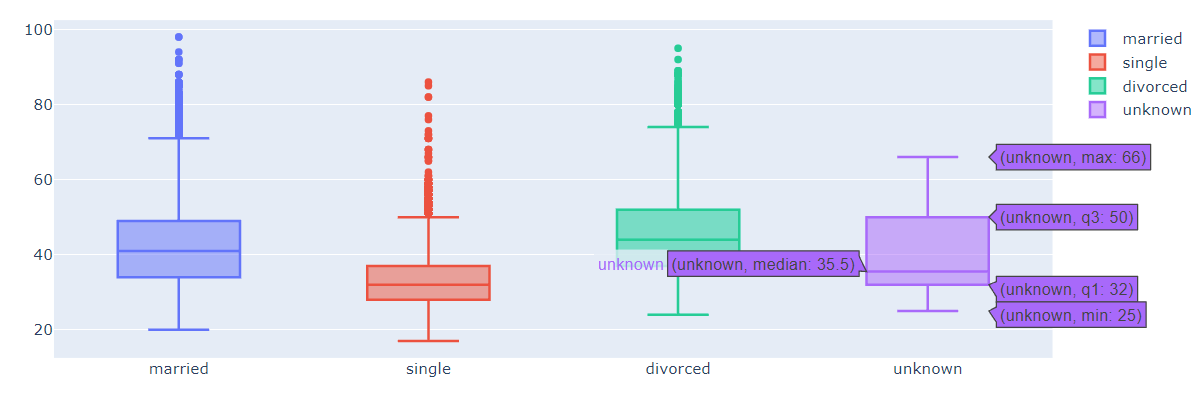 100
80
60
40
20
married
single
divorced
unknown
married
single
divorced
unknown
(unknown, max: 66)
(unknown, q3: 50)
unknown (unknown, median: 35.5)
(unknown, q1: 32)
(unknown, min: 25)